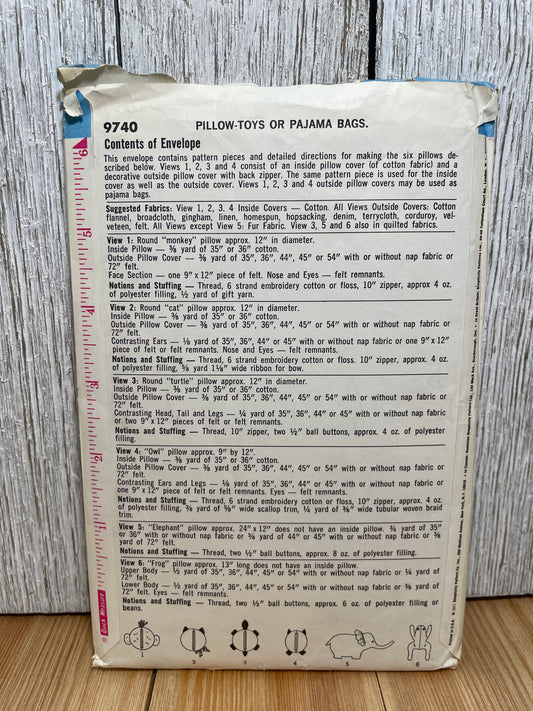 9740 PILLOW-TOYS OR PAJAMA BAGS.
Contents of Envelope
This envelope contains pattern pieces and detailed directions for making the six pillows de-
scribed below. Views 1, 2, 3 and 4 consist of an inside pillow cover (of cotton fabric) and a
decorative outside pillow cover with back zipper. The same pattern piece is used for the inside
cover as well as the outside cover. Views 1, 2, 3 and 4 outside pillow covers may be used as
pajama bags.
Suggested Fabrics: View 1, 2, 3. 4 Inside Covers — Cotton. All Views Outside Covers: Cotton
flannel, broadcloth, gingham, linen, homespun, hopsacking, denim, terrycloth, corduroy, vel-
veteen, felt. All Views except View 5: Fur Fabric. View 3, 5 and 6 also in quilted fabrics.
View 1: Round "monkey" pillow approx. 12" in diameter.
Inside Pillow — ⅜ yard of 35" or 36" cotton.
Outside Pillow Cover — ⅜ yard of 35", 36", 44", 45" or 54" with or without nap fabric or
72" felt.
Face Section — one 9"x12" piece of felt. Nose and Eyes — felt remnants.
Notions and Stuffing — Thread, 6 strand embroidery cotton or floss, 10" zipper, approx 4 oz.
of polyester filling, ½ yard of gift yarn.
View 2: Round "cat" pillow approx. 12" in diameter.
Inside Pillow — ⅜ yard of 35" or 36" cotton.
Outside Pillow Cover — ⅜ yard of 35", 36", 44", 45" or 54" with or without nap fabric or
72" felt.
Contrasting Ears — ⅛ yard of 35", 36", 44" or 45" with or without nap fabric or one 9"x12"
piece of felt or felt remnants. Nose and Eyes — felt remnants.
Notions and Stuffing — Thread, 6 strand embroidery cotton or floss. 10" zipper, approx. 4 oz.
of polyester filling, ⅝ yard 1⅛" wide ribbon for bow.
View 3: Round "turtle" pillow approx. 12" in diameter.
Inside Pillow — ⅜ yard of 35" or 36" cotton.
Outside Pillow Cover — ⅜ yard of 35", 36", 44", 45" or 54" with or without nap fabric or
72" felt.
Contrasting Head, Tail and Legs — ¼ yard of 35", 36", 44" or 45" with or without nap fabric
or two 9"x12" pieces of felt or felt remnants.
Notions and Stuffing — Thread, 10" zipper, two ½" ball buttons, approx. 4 oz. of polyester
filling.
View 4: "Owl" pillow approx. 9" by 12".
Inside Pillow — ⅜ yard of 35" or 36" cotton.
Outside Pillow Cover — ⅜ yard of 35", 36", 44", 45" or 54" with or without nap fabric or
72" felt.
Contrasting Ears and Legs — ⅛ yard of 35", 36", 44" or 45" with or without nap fabric or
one 9"x12" piece of felt or felt remnants. Eyes — felt remnants.
Notions and Stuffing — Thread, 6 strand embroidery cotton or floss, 10" zipper, approx. 4 oz.
of polyester filling, ⅜ yard ⅜" wide scallop trim, ¼ yard of ⅜" wide tubular woven braid
trim.
View 5: "Elephant" pillow approx. 24"x12" does not have an inside pillow. ¾ yard of 35"
or 36" with or without nap fabric or ⅝ yard of 44" or 45" with or without nap fabric or ⅜ yard
of 72" felt.
Notions and Stuffing — Thread, two ½" ball buttons, approx. 8 oz. of polyester filling.
View 6: "Frog" pillow approx. 13" long does not have an inside pillow.
Upper Body — ½ yard of 35", 36", 44", 45" or 54" with or without nap fabric or ¼ yard of
72" felt.
Lower Body — ½ yard of 35", 36", 44", 45" or 54" with or without nap fabric or ⅜ yard of
72" felt. Eyes — felt remnants.
Notions and Stuffing — Thread, two ½" ball buttons, approx. 6 oz. of polyester filling or
beans.
1 2 3 4 5 6
Quick Measure
Printed in U.S.A.